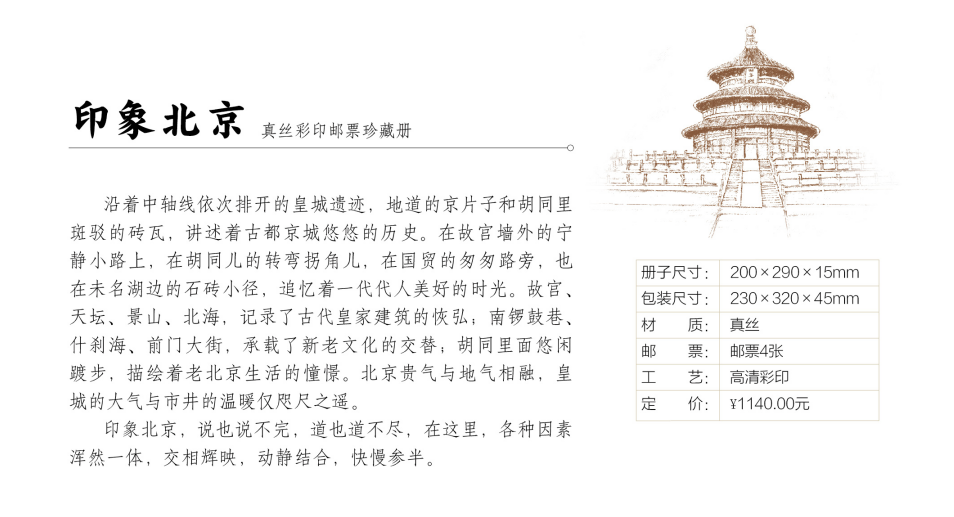 印象北京 真丝彩印邮票珍藏册
沿着中轴线依次排开的皇城遗迹，地道的京片子和胡同里
斑驳的砖瓦，讲述着古都京城悠悠的历史。在故宫墙外的宁
静小路上，在胡同儿的转弯拐角儿，在国贸的匆匆路旁，也
在未名湖边的石砖小径，追忆着一代代人美好的时光。故宫、
天坛、景山、北海，记录了古代皇家建筑的恢弘；南锣鼓巷、
什刹海、前门大街，承载了新老文化的交替；胡同里面悠闲
踱步，描绘着老北京生活的憧憬。北京贵气与地气相融，皇
城的大气与市井的温暖仅咫尺之遥。
印象北京，说也说不完，道也道不尽，在这里，各种因素
浑然一体，交相辉映，动静结合，快慢参半。
册子尺寸： 200×290×15mm
包装尺寸： 230×320×45mm
材 质： 真丝
邮 票： 邮票4张
工 艺： 高清彩印
定 价： ¥1140.00元